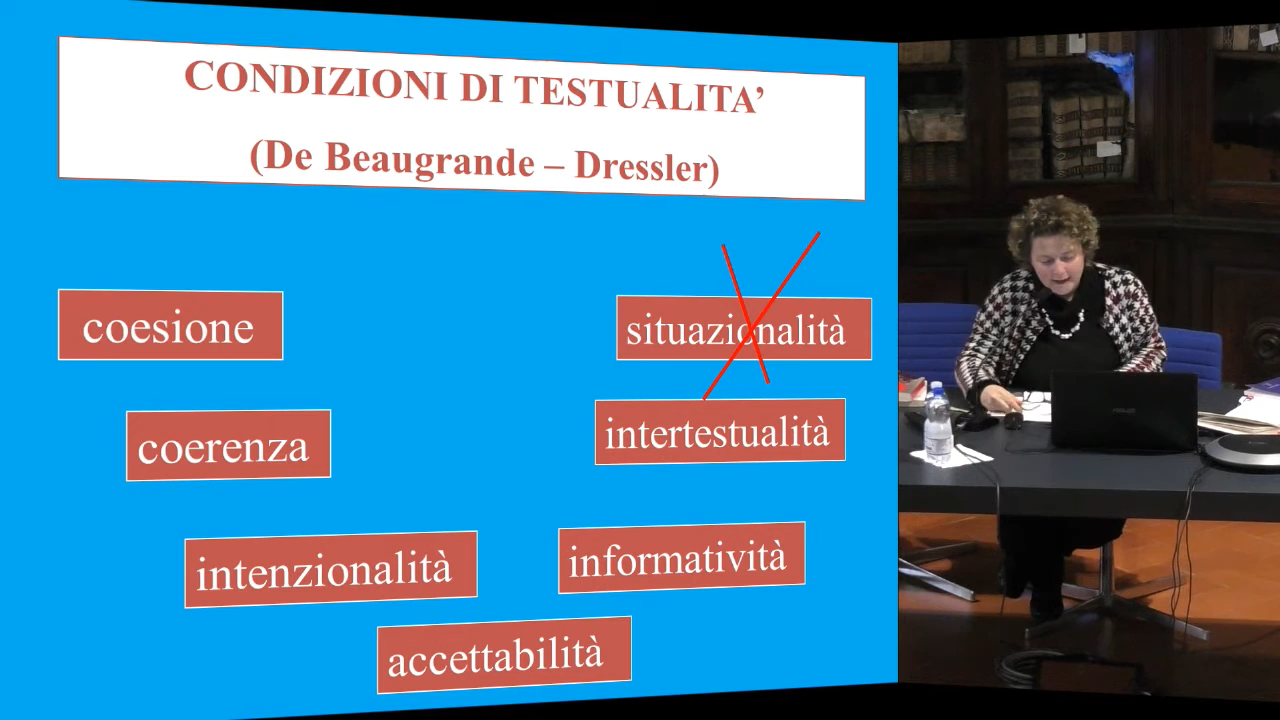 CONDIZIONI DI TESTUALITA’
(De Beaugrande – Dressler)
coesione
situazionalità
coerenza
intertestualità
intenzionalità
informatività
accettabilità